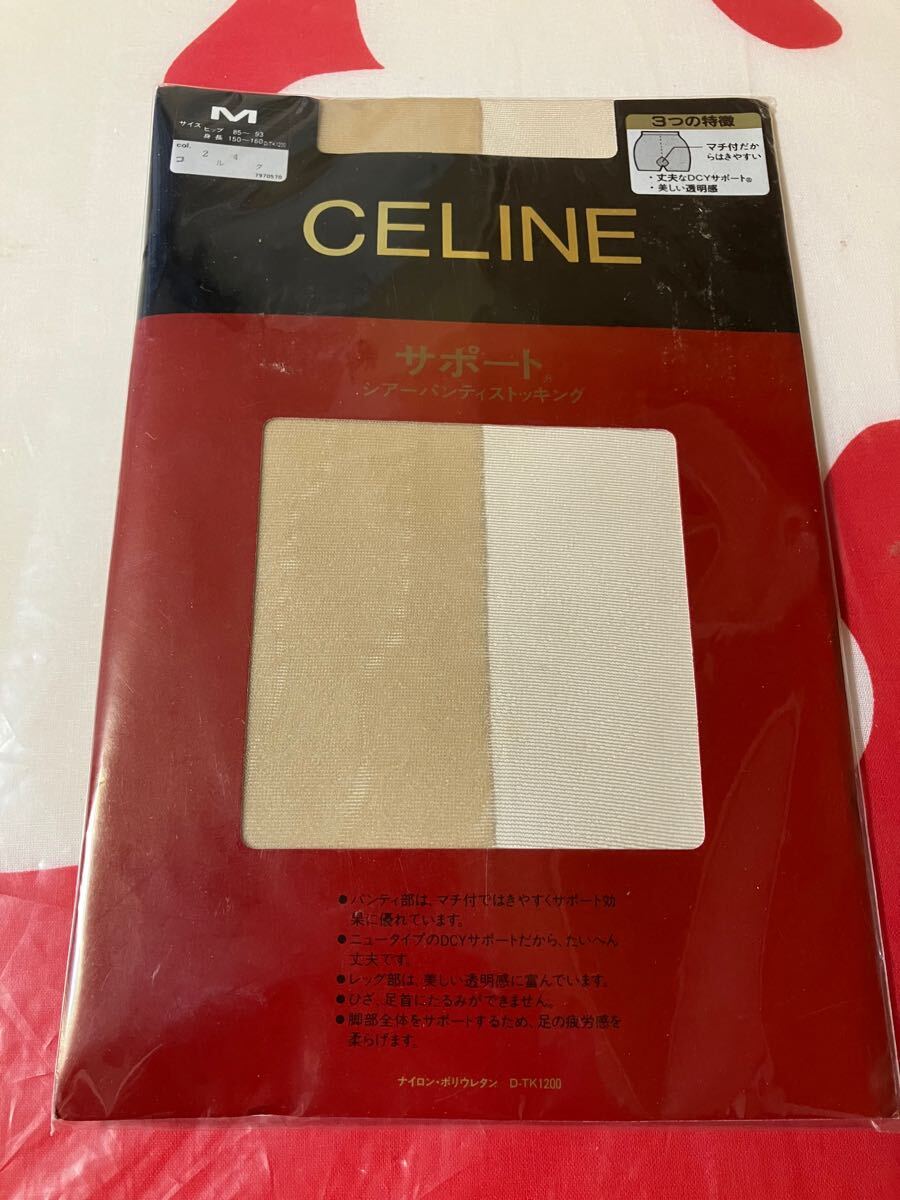 M
サイズ ヒップ 85〜93
身長 150〜160 D-TK1200
col. 2 4
コ ル ク
7970570
3つの特徴
マチ付だか
らはきやすい
・丈夫なDCYサポート®
・美しい透明感
CELINE
サポート®
シアーパンティストッキング
●パンティ部は、マチ付ではきやすくサポート効
果に優れています。
●ニュータイプのDCYサポートだから、たいへん
丈夫です。
●レッグ部は、美しい透明感に富んでいます。
●ひざ、足首にたるみができません。
●脚部全体をサポートするため、足の疲労感を
柔らげます。
ナイロン・ポリウレタン D-TK1200